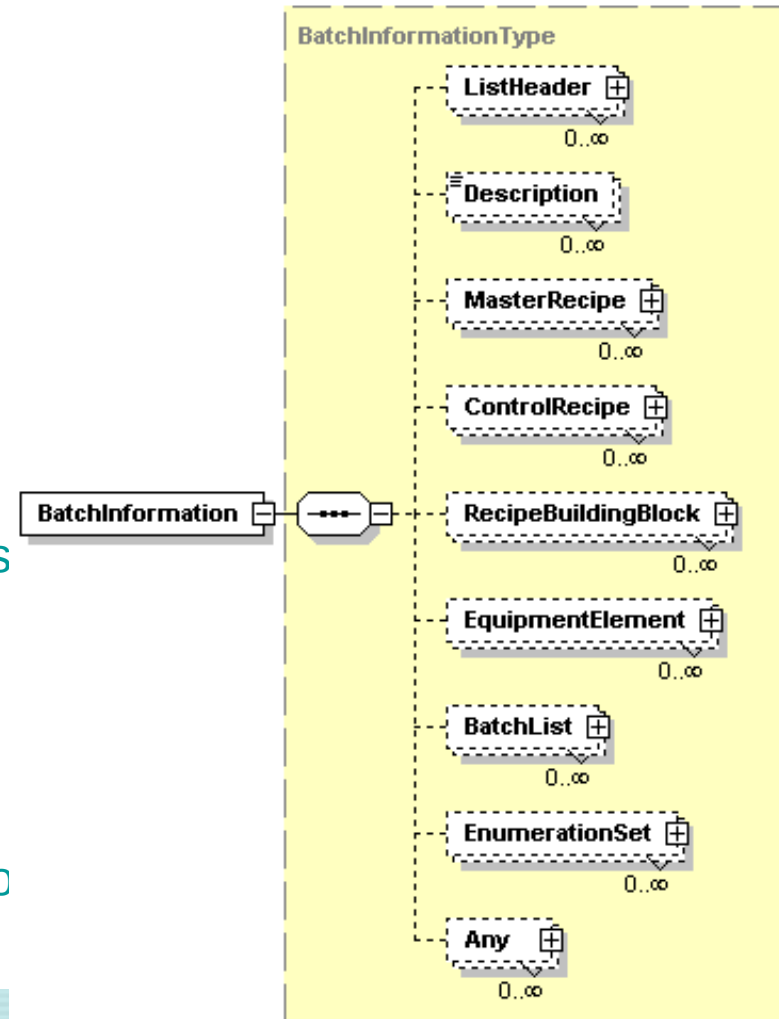 BatchInformationType
ListHeader
0..∞
Description
0..∞
MasterRecipe
0..∞
ControlRecipe
0..∞
BatchInformation
RecipeBuildingBlock
0..∞
s
EquipmentElement
0..∞
BatchList
0..∞
EnumerationSet
0..∞
Any
0..∞